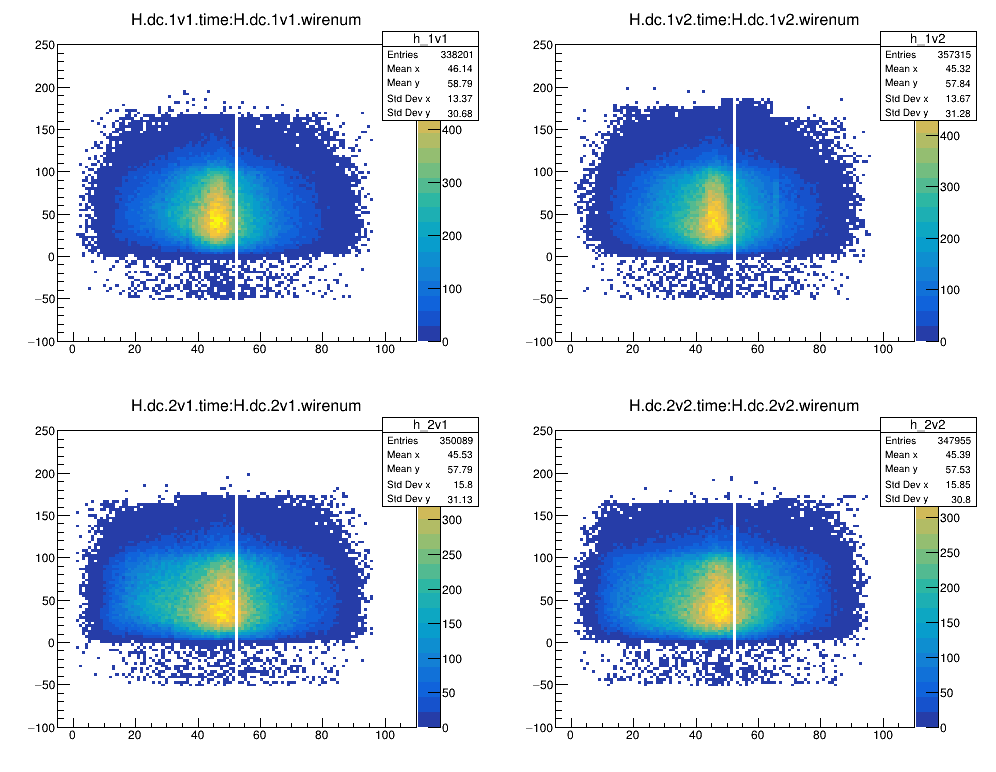 H.dc.1v1.time:H.dc.1v1.wirenum
h_1v1
Entries 338201
Mean x 46.14
Mean y 58.79
Std Dev x 13.37
Std Dev y 30.68
250
200
150
100
50
0
−50
−100
0 20 40 60 80 100
400
300
200
100
0
H.dc.1v2.time:H.dc.1v2.wirenum
h_1v2
Entries 357315
Mean x 45.32
Mean y 57.84
Std Dev x 13.67
Std Dev y 31.28
250
200
150
100
50
0
−50
−100
0 20 40 60 80 100
400
300
200
100
0
H.dc.2v1.time:H.dc.2v1.wirenum
h_2v1
Entries 350089
Mean x 45.53
Mean y 57.79
Std Dev x 15.8
Std Dev y 31.13
250
200
150
100
50
0
−50
−100
0 20 40 60 80 100
300
250
200
150
100
50
0
H.dc.2v2.time:H.dc.2v2.wirenum
h_2v2
Entries 347955
Mean x 45.39
Mean y 57.53
Std Dev x 15.85
Std Dev y 30.8
250
200
150
100
50
0
−50
−100
0 20 40 60 80 100
300
250
200
150
100
50
0